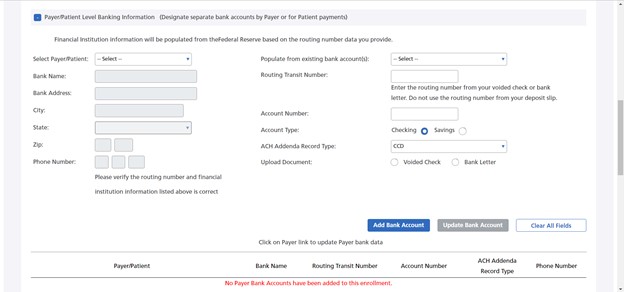 Payer/Patient Level Banking Information (Designate separate bank accounts by Payer or for Patient payments)
Financial Institution Information will be populated from theFederal Reserve based on the routing number data you provide.
Select Payer/Patient: -- Select -- Populate from existing bank account(s): -- Select --
Bank Name: Routing Transit Number:
Enter the routing number from your voided check or bank
Bank Address: letter. Do not use the routing number from your deposit slip.
City: Account Number:
State: Account Type: Checking Savings
Zip: ACH Addenda Record Type: CCD
Phone Number: Upload Document: Voided Check Bank Letter
Please verify the routing number and financial
institution information listed above is correct
Add Bank Account Update Bank Account Clear All Fields
Click on Payer link to update Payer bank data
Payer/Patient Bank Name Routing Transit Number Account Number ACH Addenda Record Type Phone Number
No Payer Bank Accounts have been added to this enrollment.